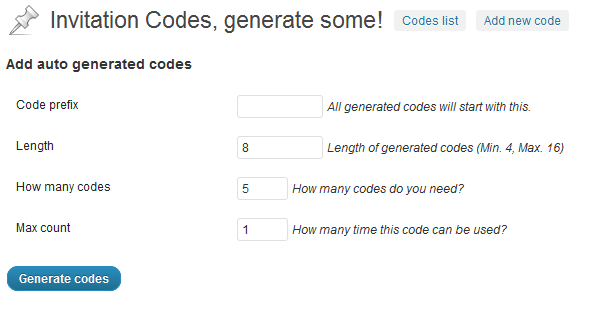 Invitation Codes, generate some! Codes list Add new code
Add auto generated codes
Code prefix All generated codes will start with this.
Length 8 Length of generated codes (Min. 4, Max. 16)
How many codes 5 How many codes do you need?
Max count 1 How many time this code can be used?
Generate codes